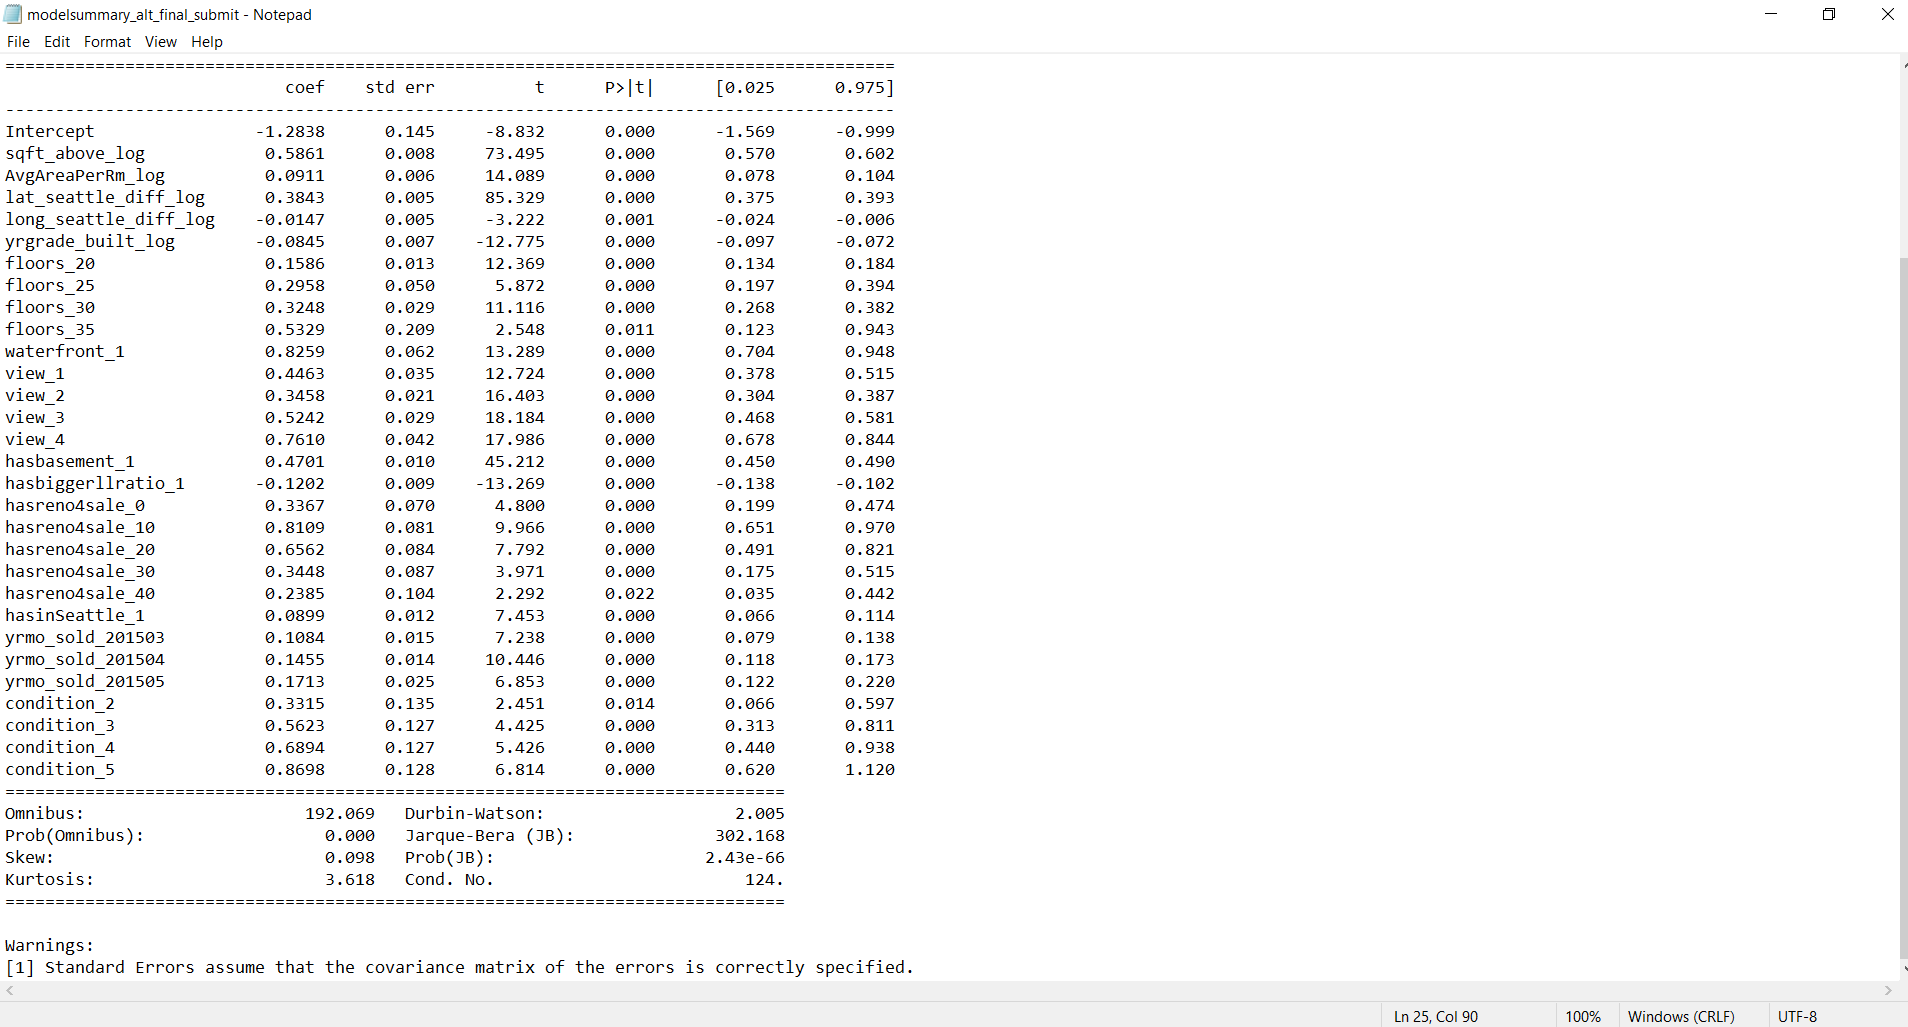 modelsummary_alt_final_submit - Notepad
File Edit Format View Help
=========================================================================================
coef std err t P>|t| [0.025 0.975]
-----------------------------------------------------------------------------------------
Intercept -1.2838 0.145 -8.832 0.000 -1.569 -0.999
sqft_above_log 0.5861 0.008 73.495 0.000 0.570 0.602
AvgAreaPerRm_log 0.0911 0.006 14.089 0.000 0.078 0.104
lat_seattle_diff_log 0.3843 0.005 85.329 0.000 0.375 0.393
long_seattle_diff_log -0.0147 0.005 -3.222 0.001 -0.024 -0.006
yrgrade_built_log -0.0845 0.007 -12.775 0.000 -0.097 -0.072
floors_20 0.1586 0.013 12.369 0.000 0.134 0.184
floors_25 0.2958 0.050 5.872 0.000 0.197 0.394
floors_30 0.3248 0.029 11.116 0.000 0.268 0.382
floors_35 0.5329 0.209 2.548 0.011 0.123 0.943
waterfront_1 0.8259 0.062 13.289 0.000 0.704 0.948
view_1 0.4463 0.035 12.724 0.000 0.378 0.515
view_2 0.3458 0.021 16.403 0.000 0.304 0.387
view_3 0.5242 0.029 18.184 0.000 0.468 0.581
view_4 0.7610 0.042 17.986 0.000 0.678 0.844
hasbasement_1 0.4701 0.010 45.212 0.000 0.450 0.490
hasbiggerllratio_1 -0.1202 0.009 -13.269 0.000 -0.138 -0.102
hasreno4sale_0 0.3367 0.070 4.800 0.000 0.199 0.474
hasreno4sale_10 0.8109 0.081 9.966 0.000 0.651 0.970
hasreno4sale_20 0.6562 0.084 7.792 0.000 0.491 0.821
hasreno4sale_30 0.3448 0.087 3.971 0.000 0.175 0.515
hasreno4sale_40 0.2385 0.104 2.292 0.022 0.035 0.442
hasinSeattle_1 0.0899 0.012 7.453 0.000 0.066 0.114
yrmo_sold_201503 0.1084 0.015 7.238 0.000 0.079 0.138
yrmo_sold_201504 0.1455 0.014 10.446 0.000 0.118 0.173
yrmo_sold_201505 0.1713 0.025 6.853 0.000 0.122 0.220
condition_2 0.3315 0.135 2.451 0.014 0.066 0.597
condition_3 0.5623 0.127 4.425 0.000 0.313 0.811
condition_4 0.6894 0.127 5.426 0.000 0.440 0.938
condition_5 0.8698 0.128 6.814 0.000 0.620 1.120
==============================================================================
Omnibus: 192.069 Durbin-Watson: 2.005
Prob(Omnibus): 0.000 Jarque-Bera (JB): 302.168
Skew: 0.098 Prob(JB): 2.43e-66
Kurtosis: 3.618 Cond. No. 124.
==============================================================================
Warnings:
[1] Standard Errors assume that the covariance matrix of the errors is correctly specified.
Ln 25, Col 90 100% Windows (CRLF) UTF-8